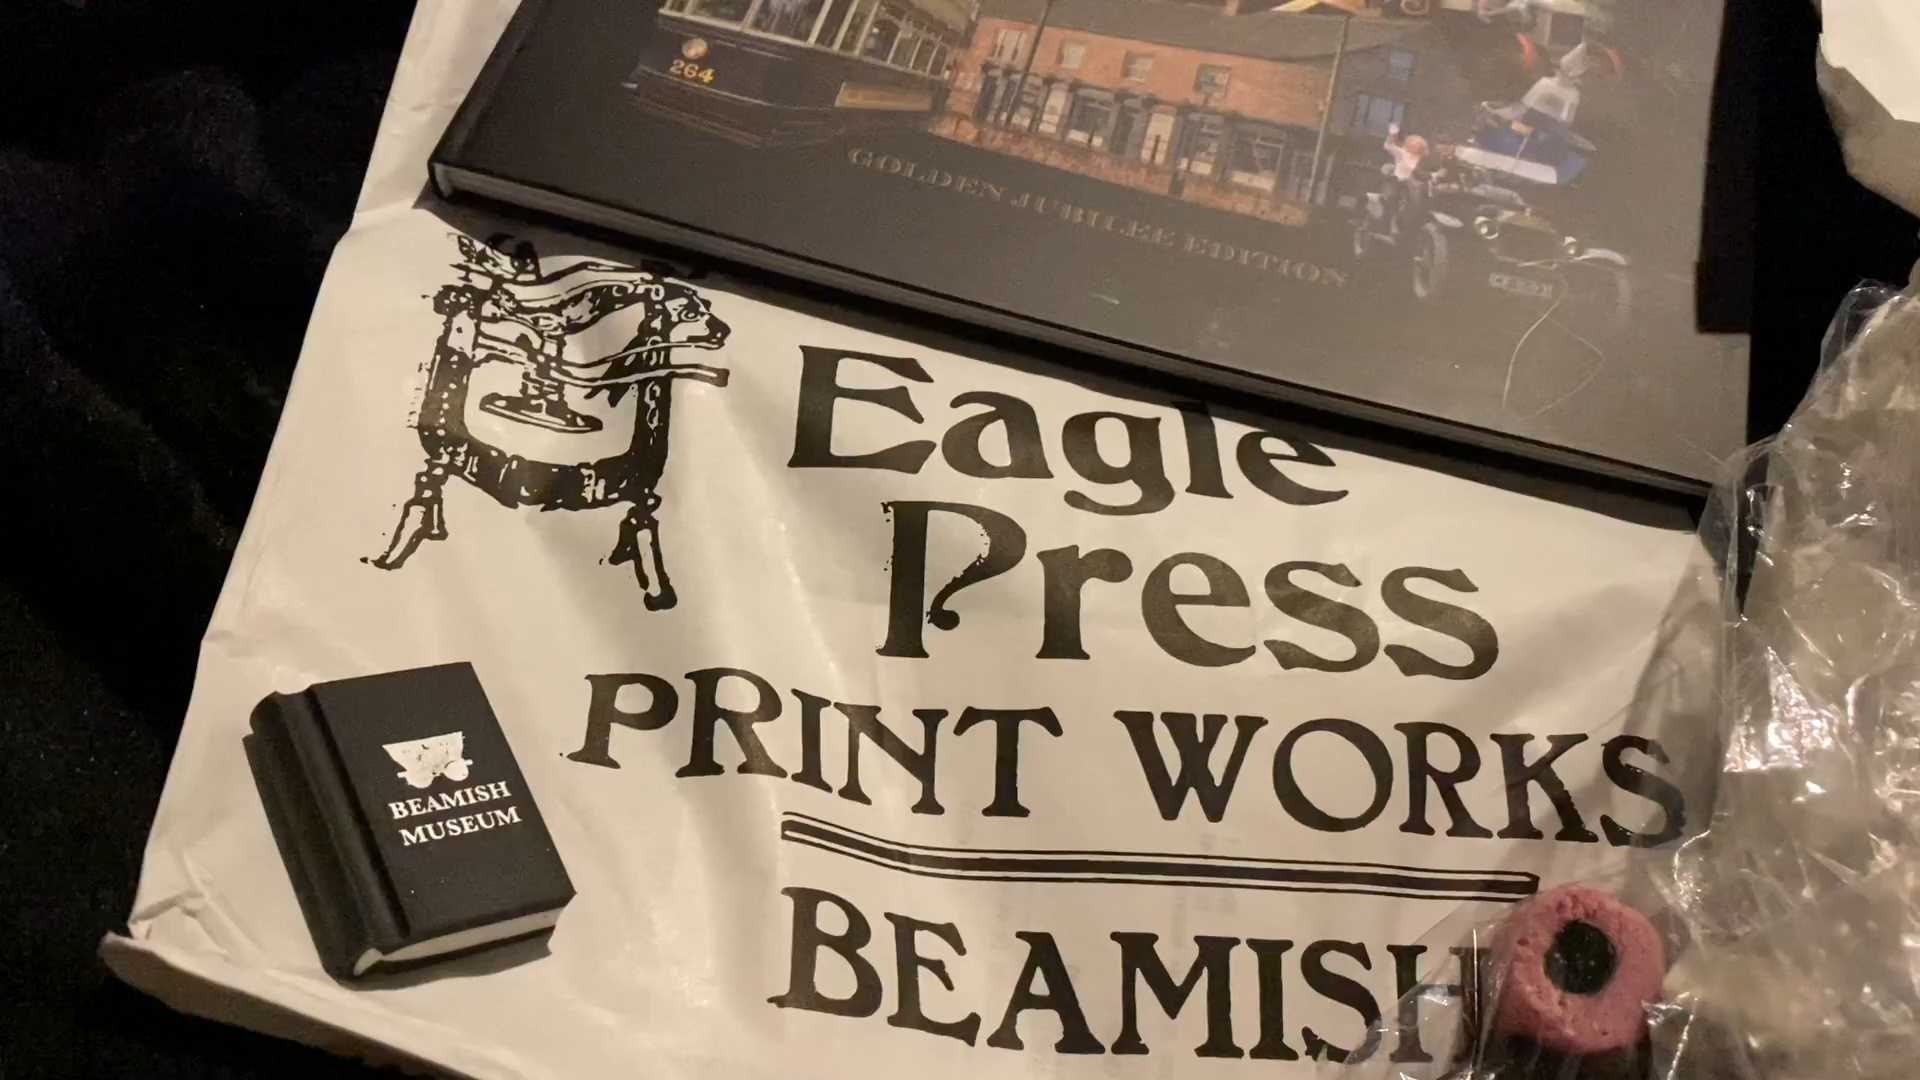 264
GOLDEN JUBILEE EDITION
Eagle
Press
PRINT WORKS
BEAMISH
BEAMISH
MUSEUM